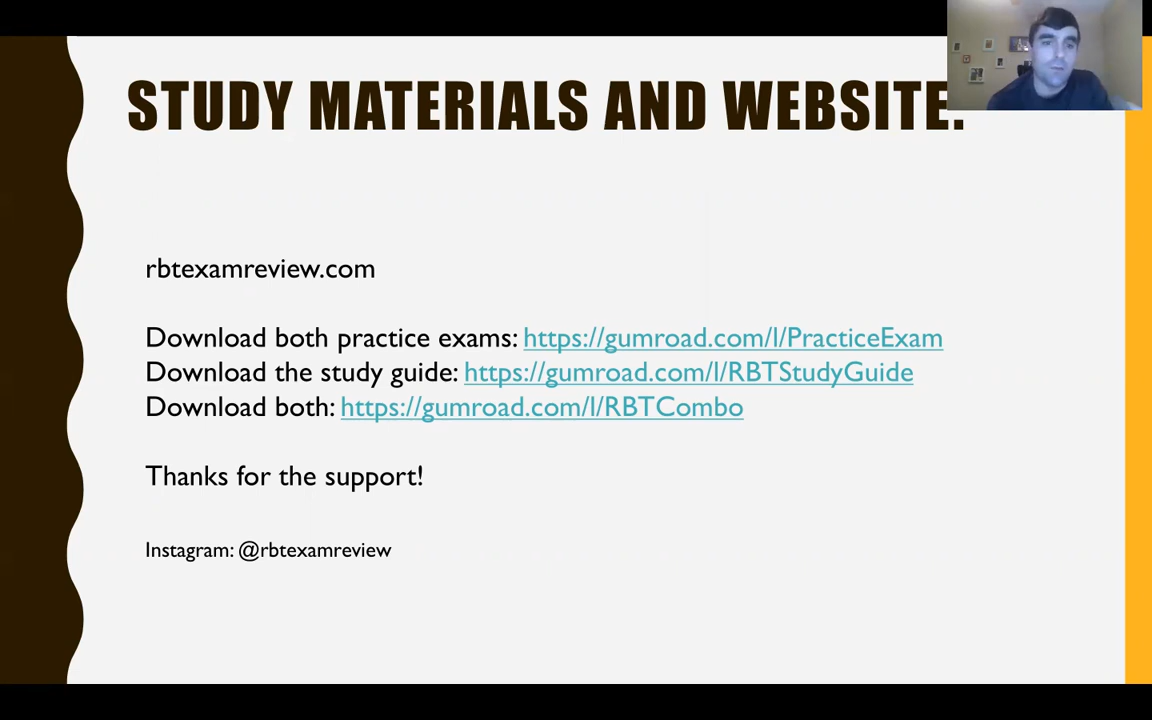 STUDY MATERIALS AND WEBSITE:
rbtexamreview.com
Download both practice exams: https://gumroad.com/l/PracticeExam
Download the study guide: https://gumroad.com/l/RBTStudyGuide
Download both: https://gumroad.com/l/RBTCombo
Thanks for the support!
Instagram: @rbtexamreview